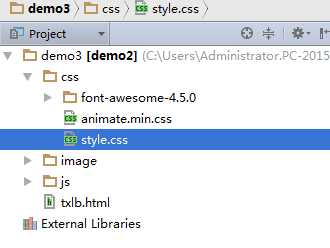 demo3 css style.css
Project
demo3 [demo2] (C:\Users\Administrator.PC-2015
css
font-awesome-4.5.0
animate.min.css
style.css
image
js
txlb.html
External Libraries